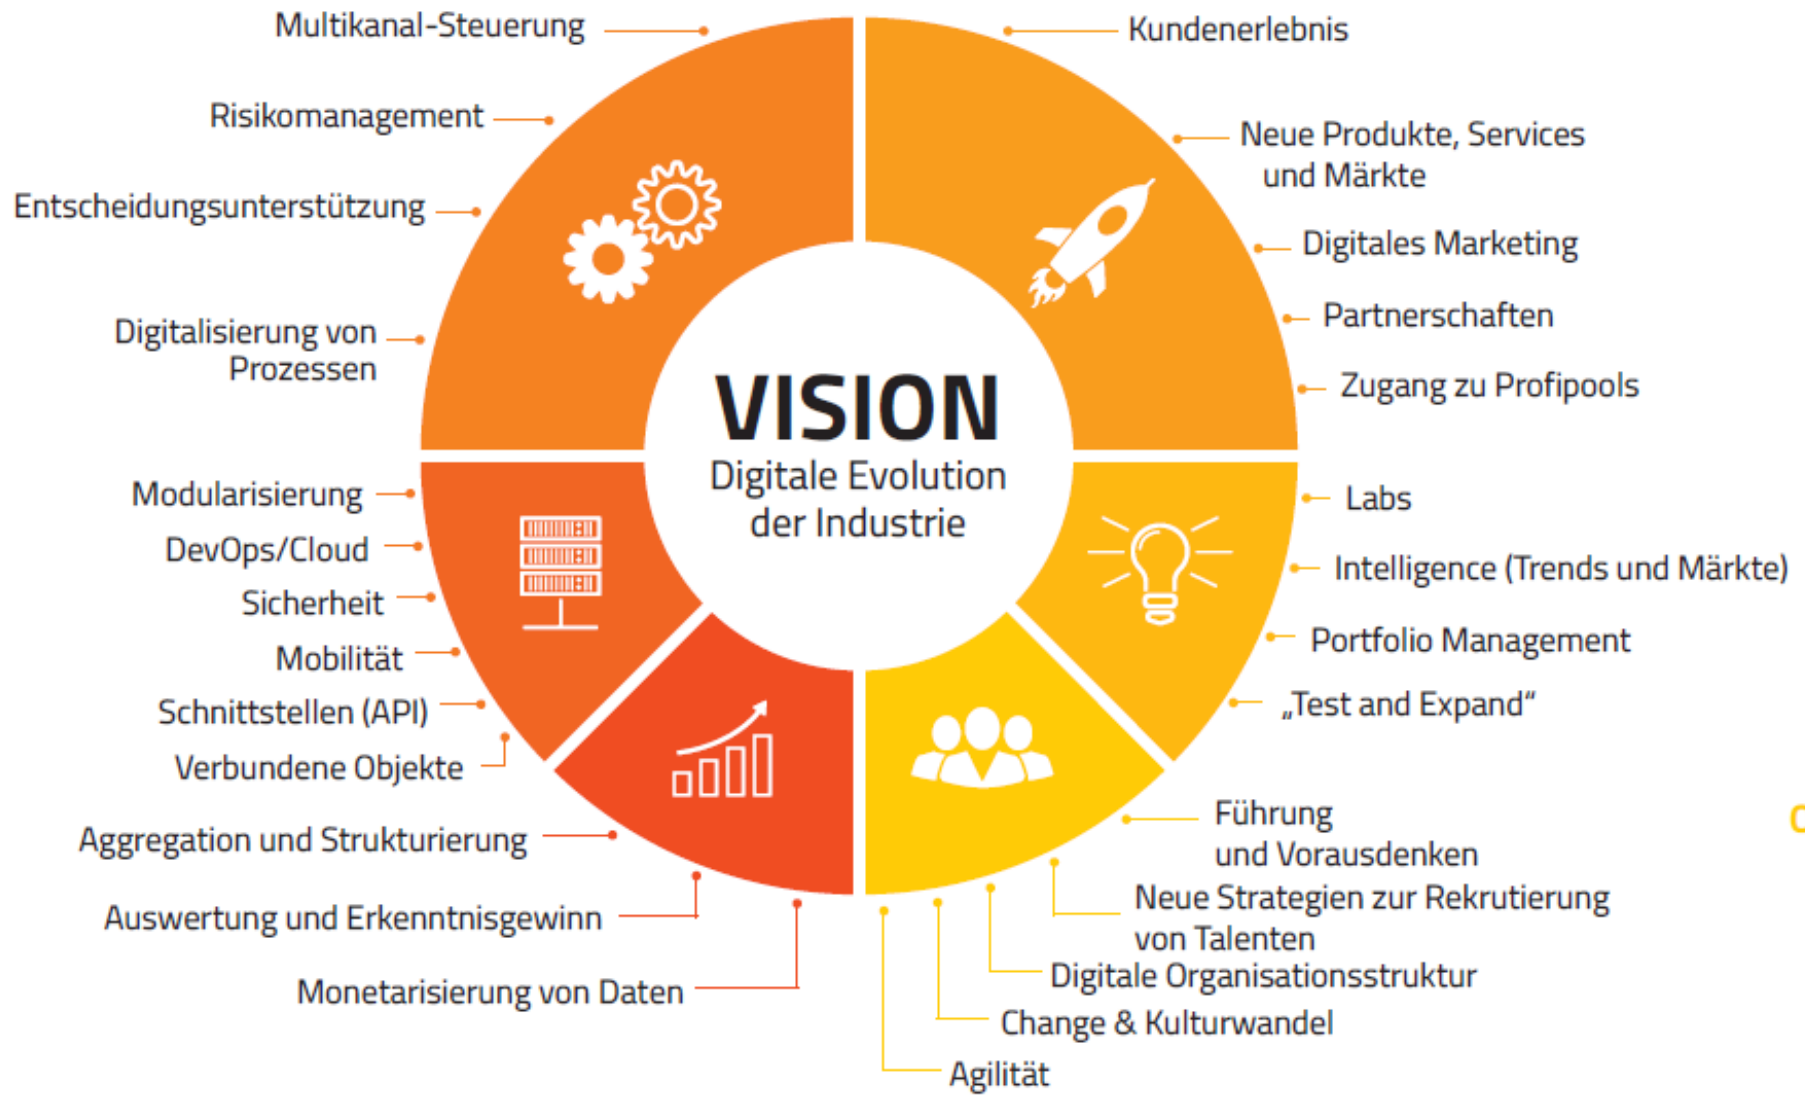 Multikanal-Steuerung
Risikomanagement
Entscheidungsunterstützung
Digitalisierung von
Prozessen
Modularisierung
DevOps/Cloud
Sicherheit
Mobilität
Schnittstellen (API)
Verbundene Objekte
Aggregation und Strukturierung
Auswertung und Erkenntnisgewinn
Monetarisierung von Daten
VISION
Digitale Evolution
der Industrie
Kundenerlebnis
Neue Produkte, Services
und Märkte
Digitales Marketing
Partnerschaften
Zugang zu Profipools
Labs
Intelligence (Trends und Märkte)
Portfolio Management
„Test and Expand“
Führung
und Vorausdenken
Neue Strategien zur Rekrutierung
von Talenten
Digitale Organisationsstruktur
Change & Kulturwandel
Agilität